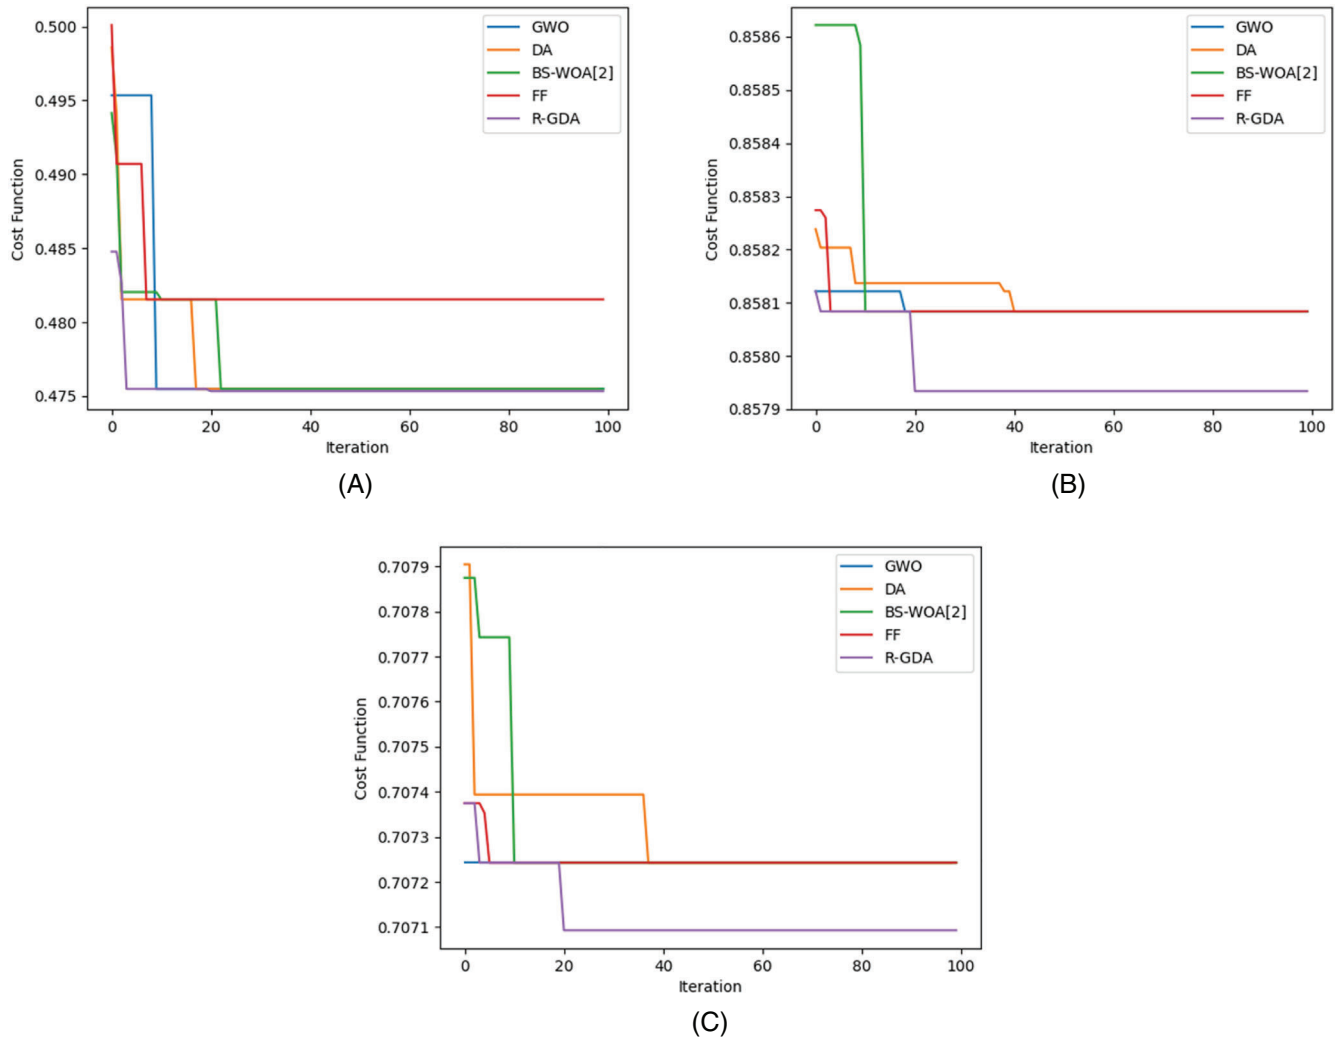 0.500
0.495
0.490
0.485
0.480
0.475
Cost Function
0 20 40 60 80 100
Iteration
GWO
DA
BS-WOA[2]
FF
R-GDA
(A)
0.8586
0.8585
0.8584
0.8583
0.8582
0.8581
0.8580
0.8579
Cost Function
0 20 40 60 80 100
Iteration
GWO
DA
BS-WOA[2]
FF
R-GDA
(B)
0.7079
0.7078
0.7077
0.7076
0.7075
0.7074
0.7073
0.7072
0.7071
Cost Function
0 20 40 60 80 100
Iteration
GWO
DA
BS-WOA[2]
FF
R-GDA
(C)